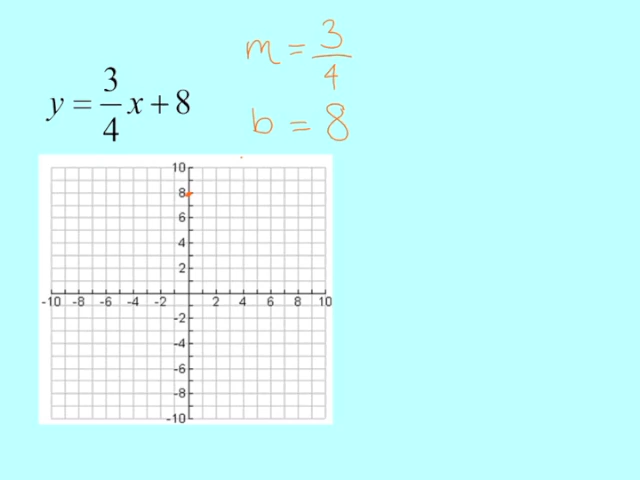 m = 3/4
y = 3/4 x + 8
b = 8
10
8
6
4
2
-10 -8 -6 -4 -2 2 4 6 8 10
-2
-4
-6
-8
-10